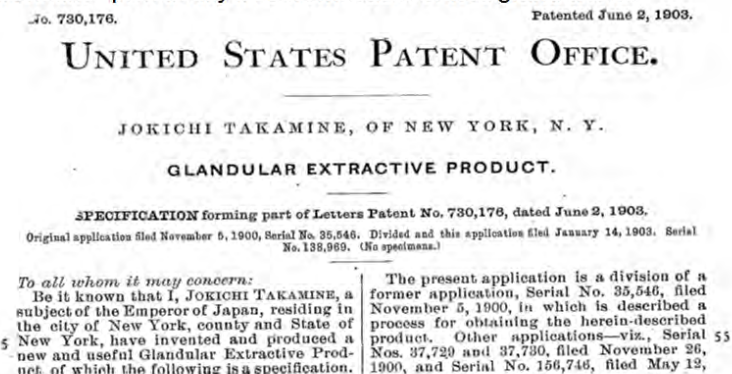 No. 730,176.
Patented June 2, 1903.
UNITED STATES PATENT OFFICE.
JOKICHI TAKAMINE, OF NEW YORK, N. Y.
GLANDULAR EXTRACTIVE PRODUCT.
SPECIFICATION forming part of Letters Patent No. 730,176, dated June 2, 1903.
Original application filed November 5, 1900, Serial No. 35,546. Divided and this application filed January 14, 1903. Serial
No. 138,969. (No specimens.)
To all whom it may concern:
Be it known that I, JOKICHI TAKAMINE, a
subject of the Emperor of Japan, residing in
the city of New York, county and State of
5 New York, have invented and produced a
new and useful Glandular Extractive Prod-
uct, of which the following is a specification.
The present application is a division of a
former application, Serial No. 35,546, filed
November 5, 1900, in which is described a
process for obtaining the herein-described
product. Other applications—viz., Serial 55
Nos. 37,729 and 37,730, filed November 26,
1900, and Serial No. 156,746, filed May 12,